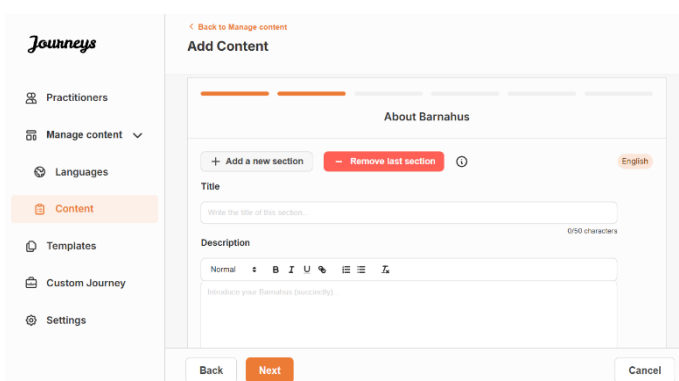 Journeys
Practitioners
Manage content
Languages
Content
Templates
Custom Journey
Settings
Back to Manage content
Add Content
About Barnahus
+ Add a new section
− Remove last section
English
Title
Write the title of this section...
0/50 characters
Description
Normal B I U
Introduce your Barnahus (succinctly)...
Back
Next
Cancel